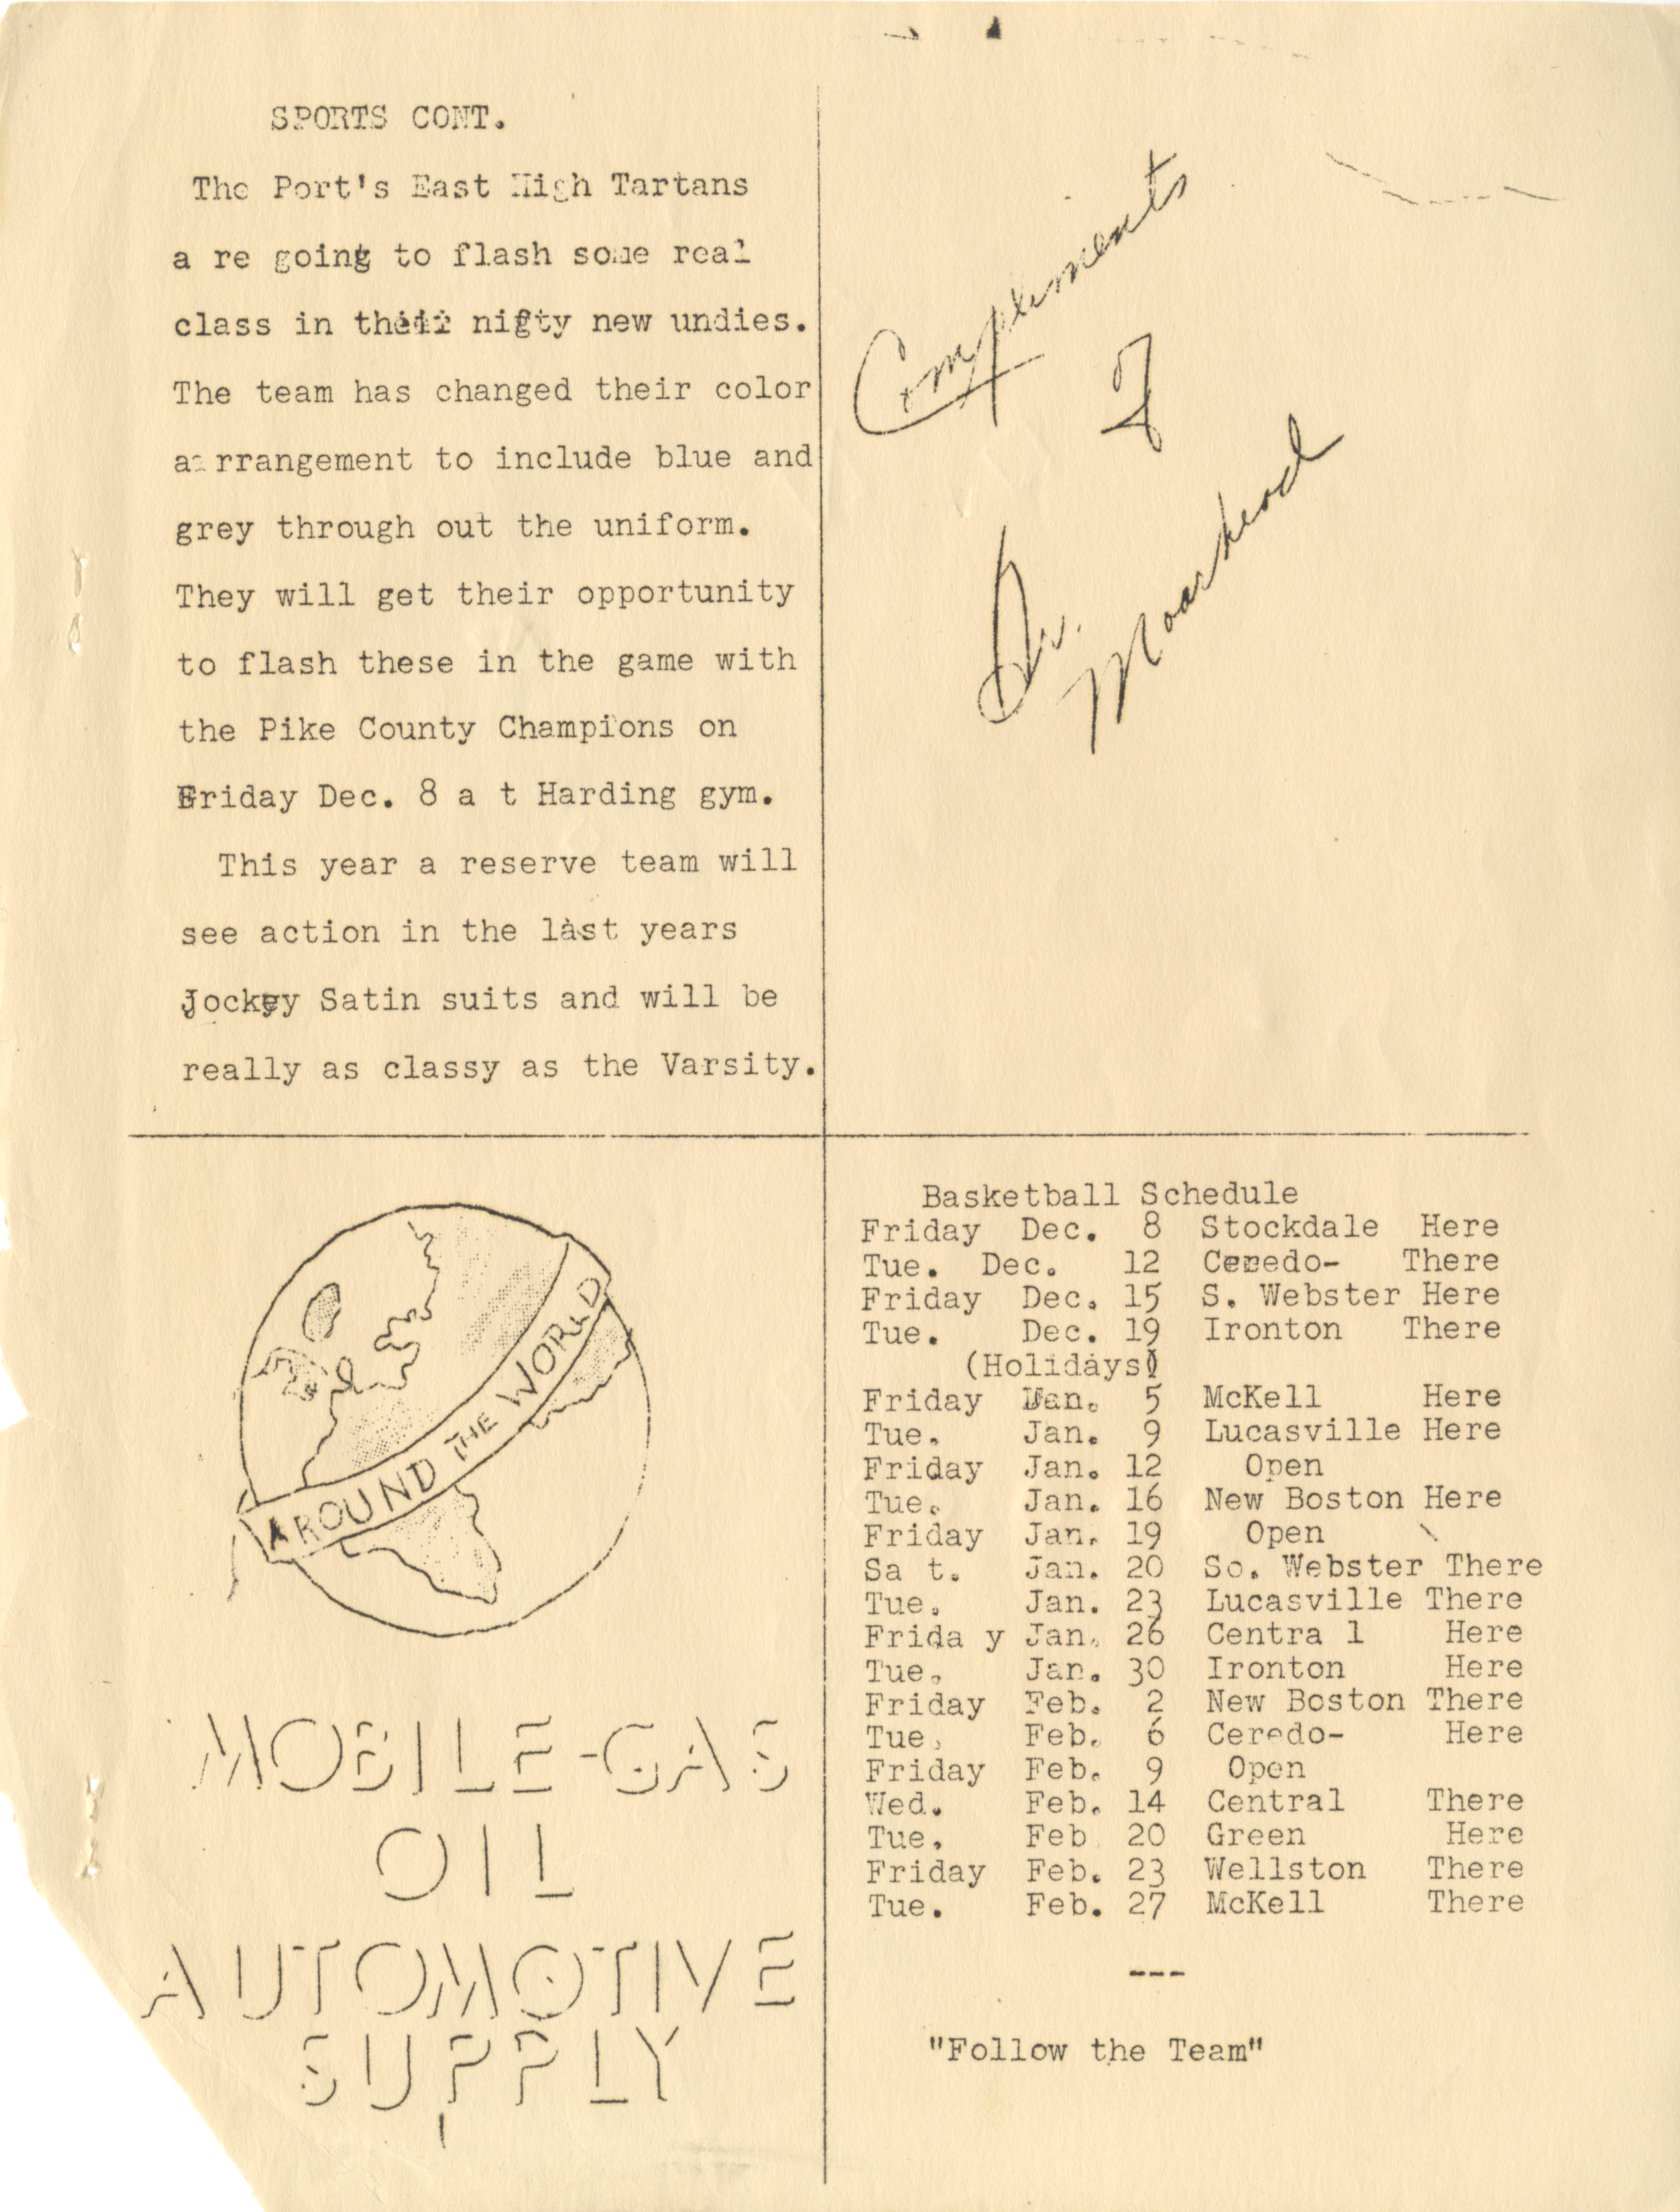 SPORTS CONT.
The Port's East High Tartans
a re going to flash some real
class in their nifty new undies.
The team has changed their color
a rrangement to include blue and
grey through out the uniform.
They will get their opportunity
to flash these in the game with
the Pike County Champions on
Friday Dec. 8 a t Harding gym.
This year a reserve team will
see action in the last years
Jockey Satin suits and will be
really as classy as the Varsity.
Compliments
of
Dr.
AROUND THE WORLD
MOBILE-GAS
OIL
AUTOMOTIVE
SUPPLY
Basketball Schedule
Friday Dec. 8 Stockdale Here
Tue. Dec. 12 Ceredo- There
Friday Dec. 15 S. Webster Here
Tue. Dec. 19 Ironton There
(Holidays)
Friday Jan. 5 McKell Here
Tue. Jan. 9 Lucasville Here
Friday Jan. 12 Open
Tue. Jan. 16 New Boston Here
Friday Jan. 19 Open
Sa t. Jan. 20 So. Webster There
Tue. Jan. 23 Lucasville There
Frida y Jan. 26 Centra l Here
Tue. Jan. 30 Ironton Here
Friday Feb. 2 New Boston There
Tue. Feb. 6 Ceredo- Here
Friday Feb. 9 Open
Wed. Feb. 14 Central There
Tue. Feb 20 Green Here
Friday Feb. 23 Wellston There
Tue. Feb. 27 McKell There
---
"Follow the Team"